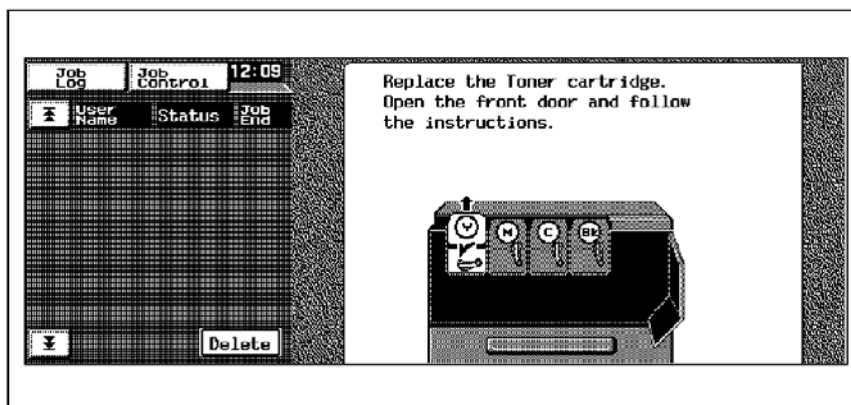 Job
Log
Job
Control
12:09
User
Name
Status
Job
End
Delete
Replace the Toner cartridge.
Open the front door and follow
the instructions.
Y
M
C
Bk